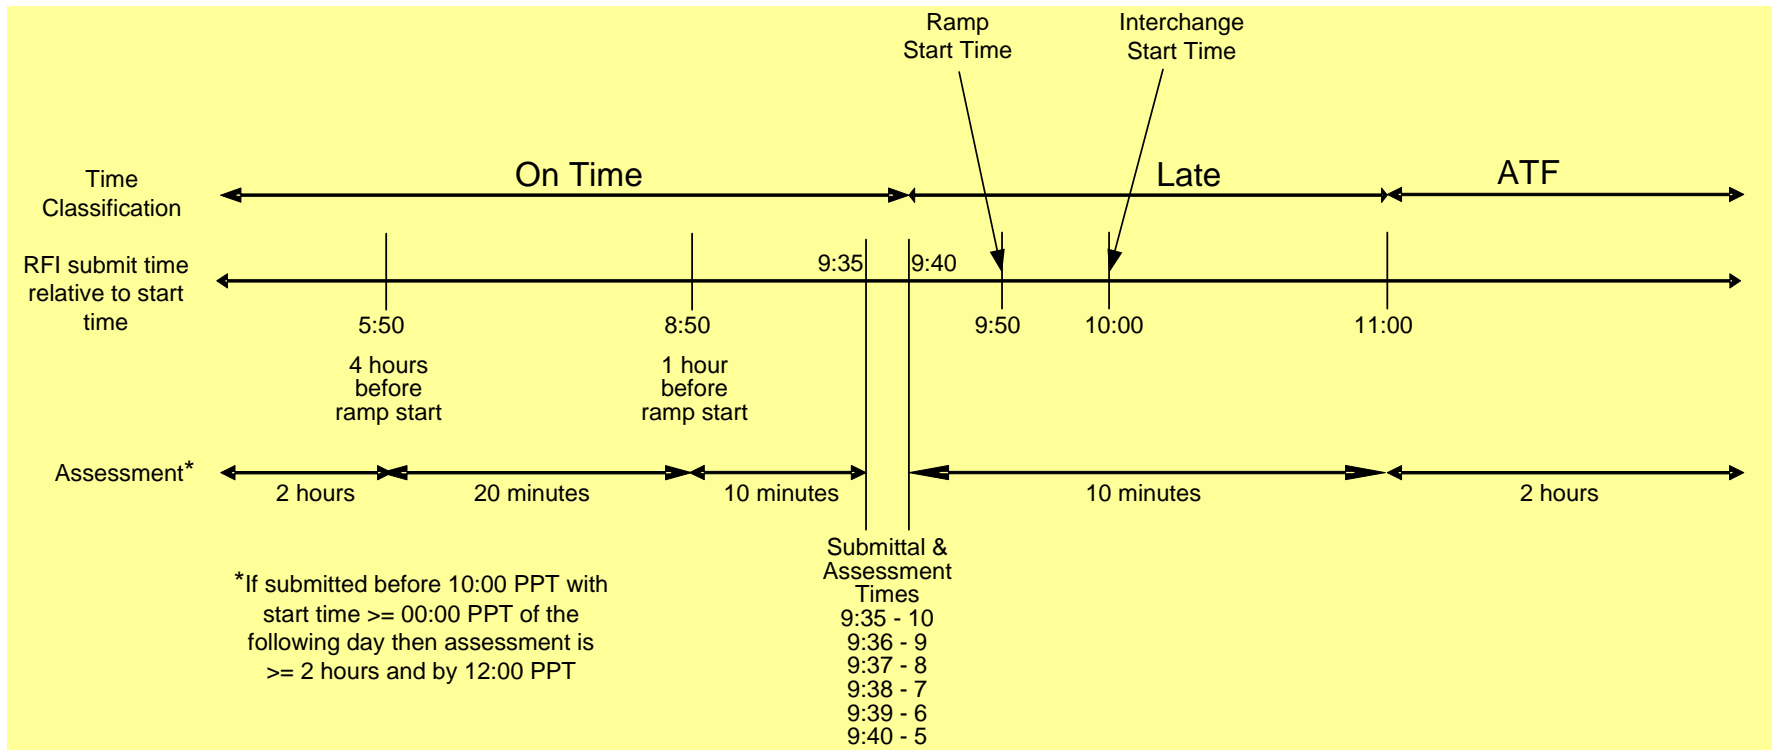 Ramp
Start Time
Interchange
Start Time
Time
Classification
On Time
Late
ATF
RFI submit time
relative to start
time
9:35
9:40
5:50
8:50
9:50
10:00
11:00
4 hours
before
ramp start
1 hour
before
ramp start
Assessment*
2 hours
20 minutes
10 minutes
10 minutes
2 hours
*If submitted before 10:00 PPT with
start time >= 00:00 PPT of the
following day then assessment is
>= 2 hours and by 12:00 PPT
Submittal &
Assessment
Times
9:35 - 10
9:36 - 9
9:37 - 8
9:38 - 7
9:39 - 6
9:40 - 5